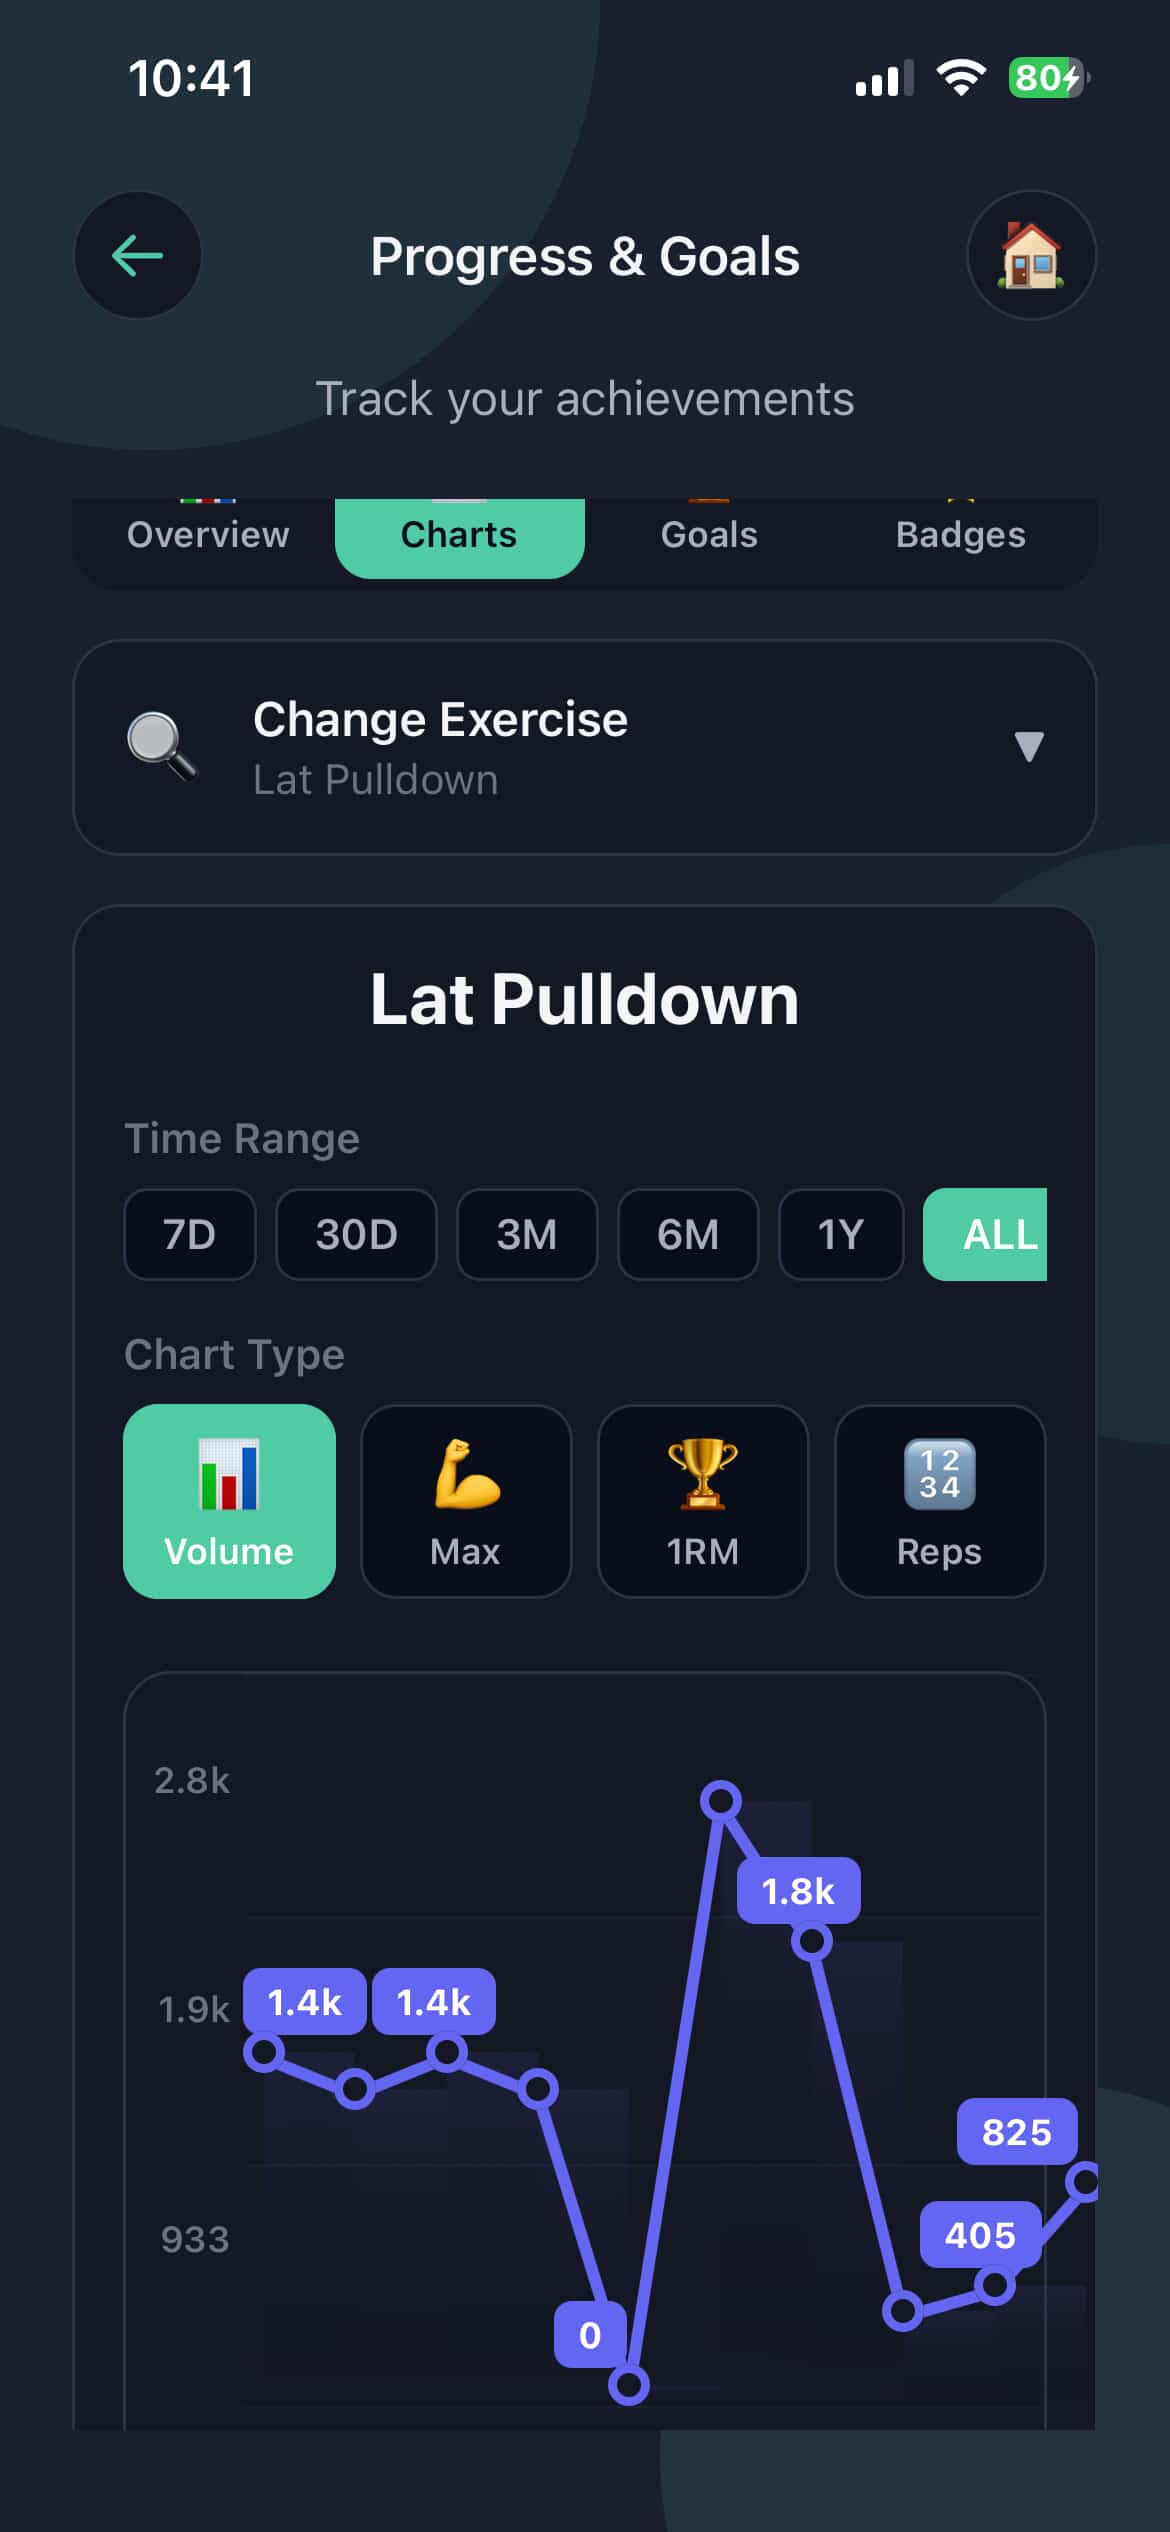 10:41
80
Progress & Goals
Track your achievements
Overview Charts Goals Badges
Change Exercise
Lat Pulldown
Lat Pulldown
Time Range
7D 30D 3M 6M 1Y ALL
Chart Type
1234
Volume Max 1RM Reps
2.8k
1.8k
1.9k 1.4k 1.4k
825
933 405
0